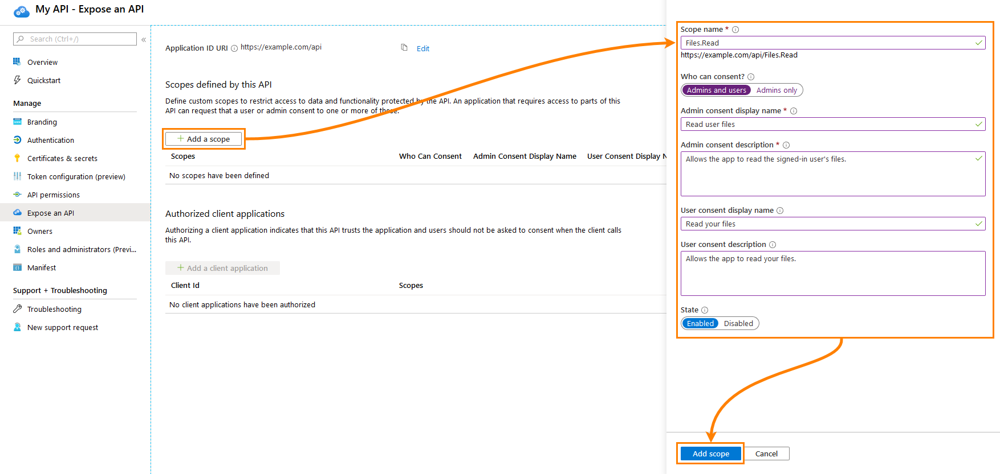 My API - Expose an API
Search (Ctrl+/)
«
Overview
Quickstart
Manage
Branding
Authentication
Certificates & secrets
Token configuration (preview)
API permissions
Expose an API
Owners
Roles and administrators (Previ...
Manifest
Support + Troubleshooting
Troubleshooting
New support request
Application ID URI https://example.com/api Edit
Scopes defined by this API
Define custom scopes to restrict access to data and functionality protected by the API. An application that requires access to parts of this
API can request that a user or admin consent to one or more of these.
+ Add a scope
Scopes Who Can Consent Admin Consent Display Name User Consent Display N
No scopes have been defined
Authorized client applications
Authorizing a client application indicates that this API trusts the application and users should not be asked to consent when the client calls
this API.
+ Add a client application
Client Id Scopes
No client applications have been authorized
Scope name *
Files.Read
https://example.com/api/Files.Read
Who can consent?
Admins and users Admins only
Admin consent display name *
Read user files
Admin consent description *
Allows the app to read the signed-in user's files.
User consent display name
Read your files
User consent description
Allows the app to read your files.
State
Enabled Disabled
Add scope Cancel